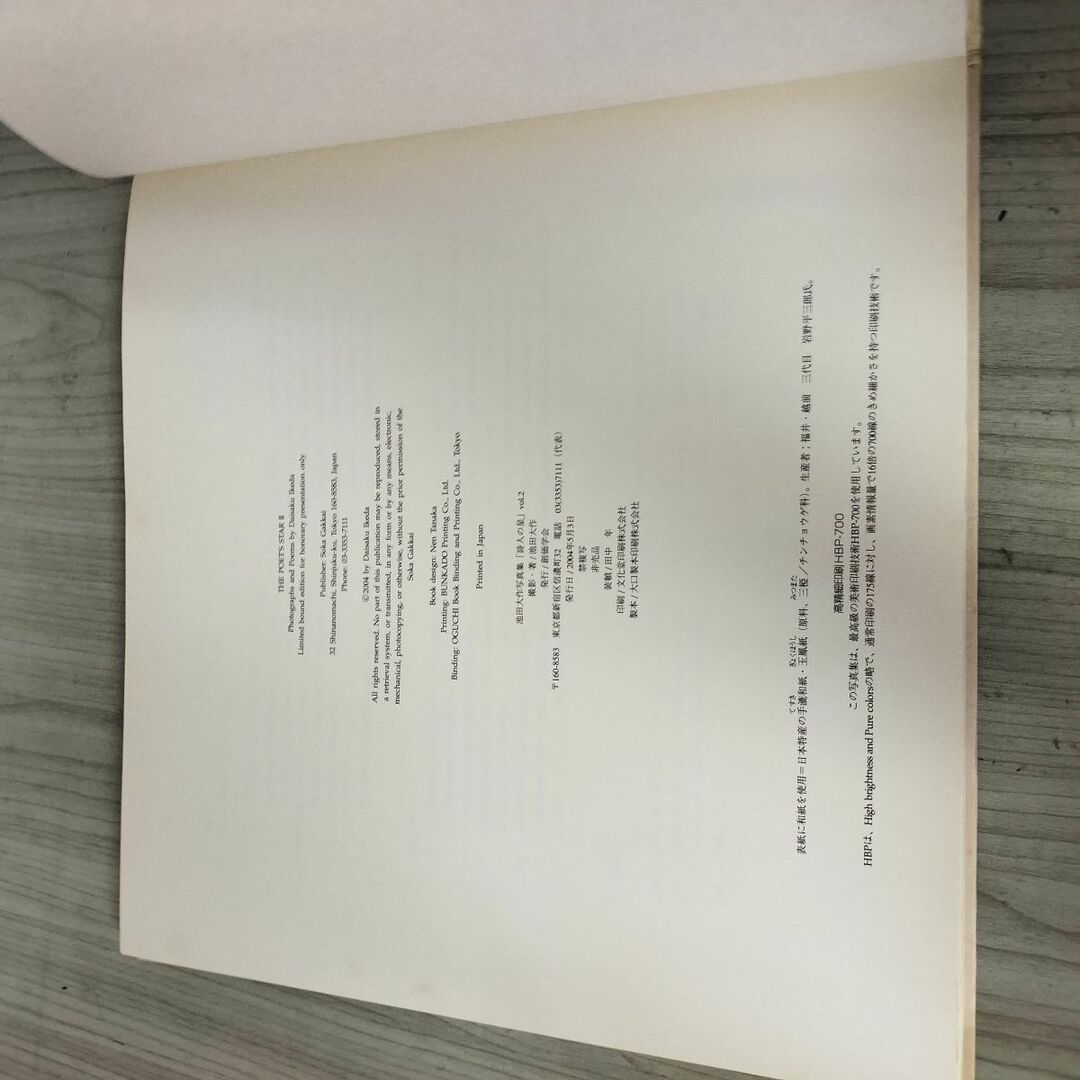 THE POET'S STAR II
Photographs and Poems by Daisaku Ikeda
Limited bound edition for honorary presentation only
Publisher: Soka Gakkai
32 Shinanomachi, Shinjuku-ku, Tokyo 160-8583, Japan
Phone: 03-3353-7111
©2004 by Daisaku Ikeda
All rights reserved. No part of this publication may be reproduced, stored in
a retrieval system, or transmitted, in any form or by any means, electronic,
mechanical, photocopying, or otherwise, without the prior permission of the
Soka Gakkai
Book design: Nen Tanaka
Printing: BUNKADO Printing Co., Ltd.
Binding: OGUCHI Book Binding and Printing Co., Ltd., Tokyo
Printed in Japan
池田大作写真集「詩人の星」vol.2
撮影・著/池田大作
発行/創価学会
〒160-8583 東京都新宿区信濃町32 電話 03(3353)7111（代表）
発行日/2004年5月3日
禁複写
非売品
装幀/田中 年
印刷/文化堂印刷株式会社
製本/大口製本印刷株式会社
てすき ぎょくほうし みつまた
表紙に和紙を使用＝日本特産の手漉和紙・玉鳳紙（原料、三椏／チンチョウゲ科）。生産者：福井・越前 三代目 岩野平三郎氏。
高精細印刷HBP-700
この写真集は、最高級の美術印刷技術HBP-700を使用しています。
HBPは、High brightness and Pure colorsの略で、通常印刷の175線に対し、画素情報量で16倍の700線のきめ細かさを持つ印刷技術です。